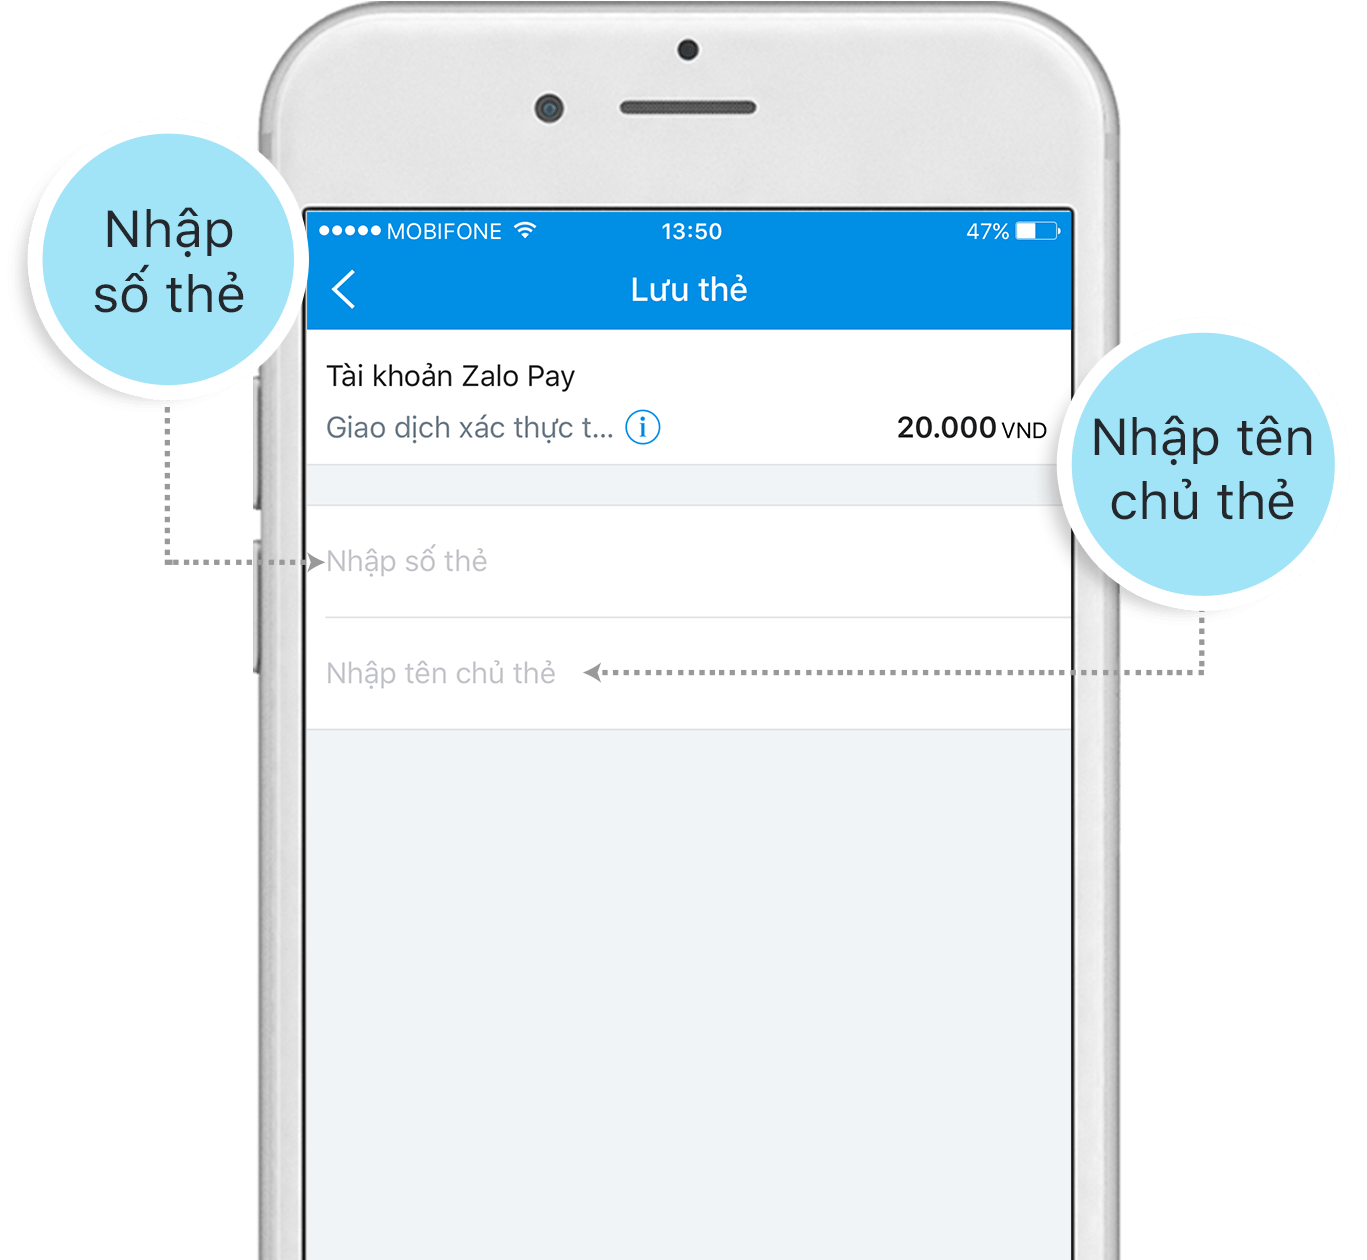 Nhập
số thẻ
MOBIFONE 13:50 47%
Lưu thẻ
Tài khoản Zalo Pay
Giao dịch xác thực t... i 20.000 VND
Nhập tên
chủ thẻ
Nhập số thẻ
Nhập tên chủ thẻ